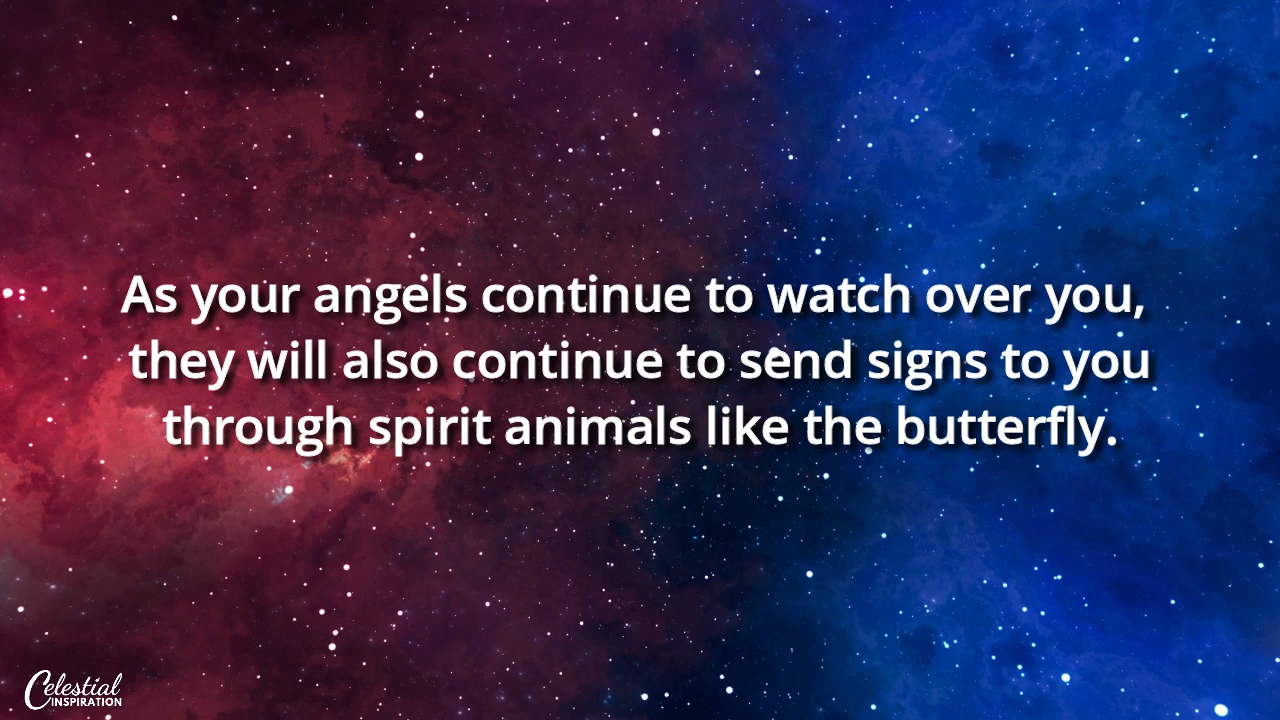 As your angels continue to watch over you,
they will also continue to send signs to you
through spirit animals like the butterfly.
Celestial
INSPIRATION